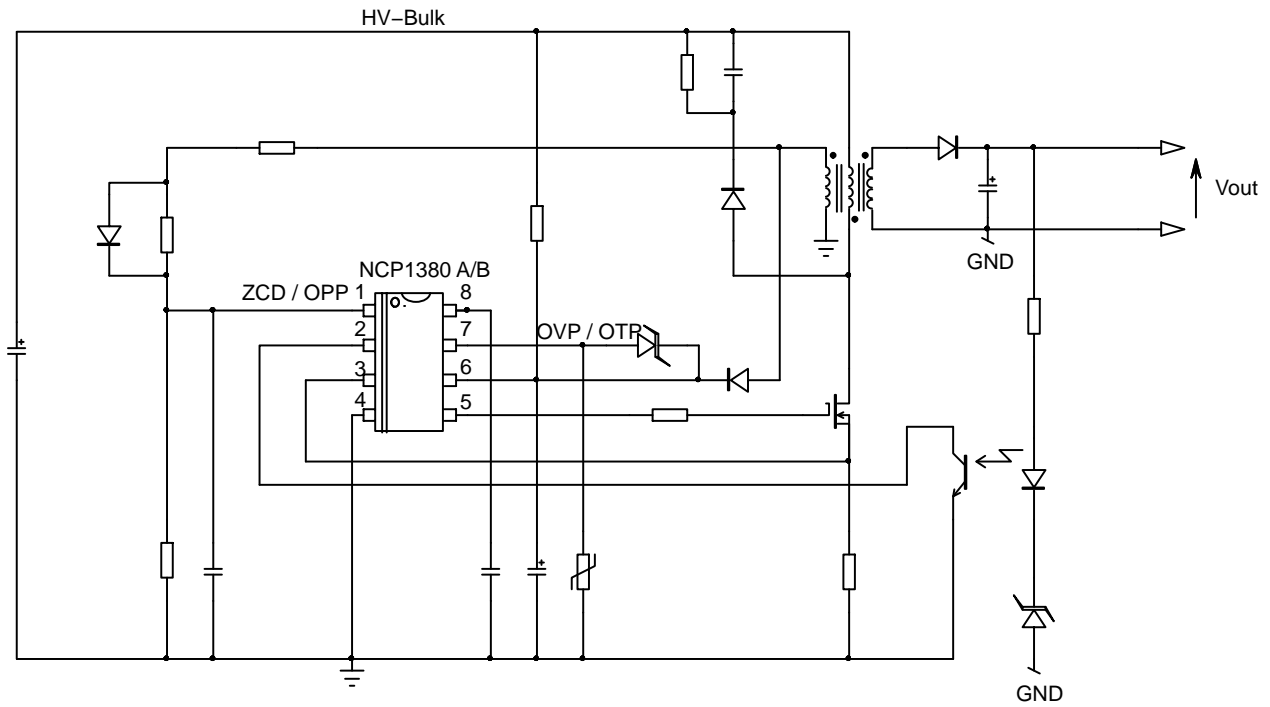 HV−Bulk
Vout
GND
NCP1380 A/B
ZCD / OPP
1
8
2
7
OVP / OTP
3
6
4
5
GND